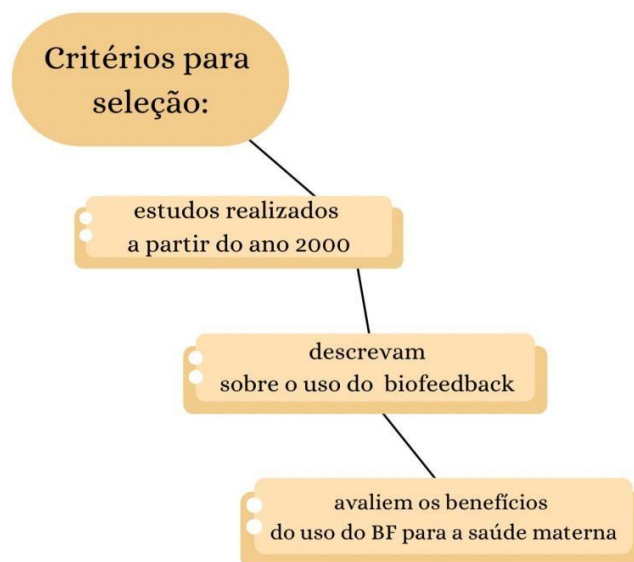 Critérios para
seleção:
estudos realizados
a partir do ano 2000
descrevam
sobre o uso do biofeedback
avaliem os benefícios
do uso do BF para a saúde materna